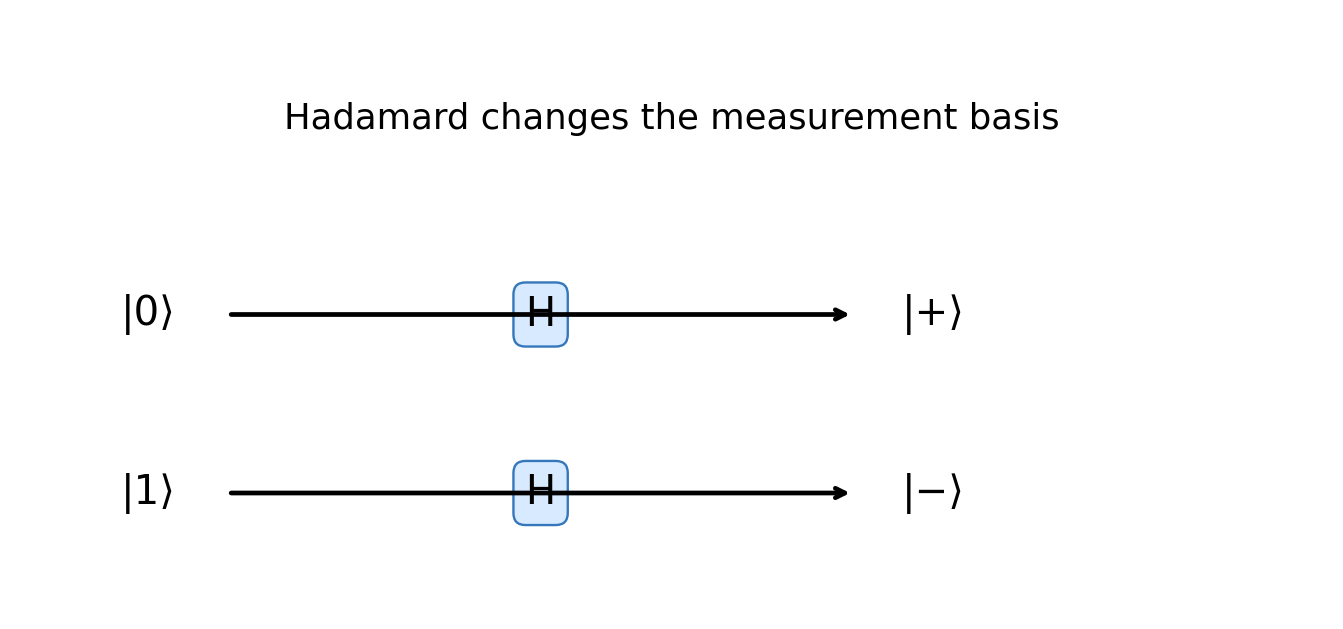 Hadamard changes the measurement basis
|0⟩ H |+⟩
|1⟩ H |−⟩